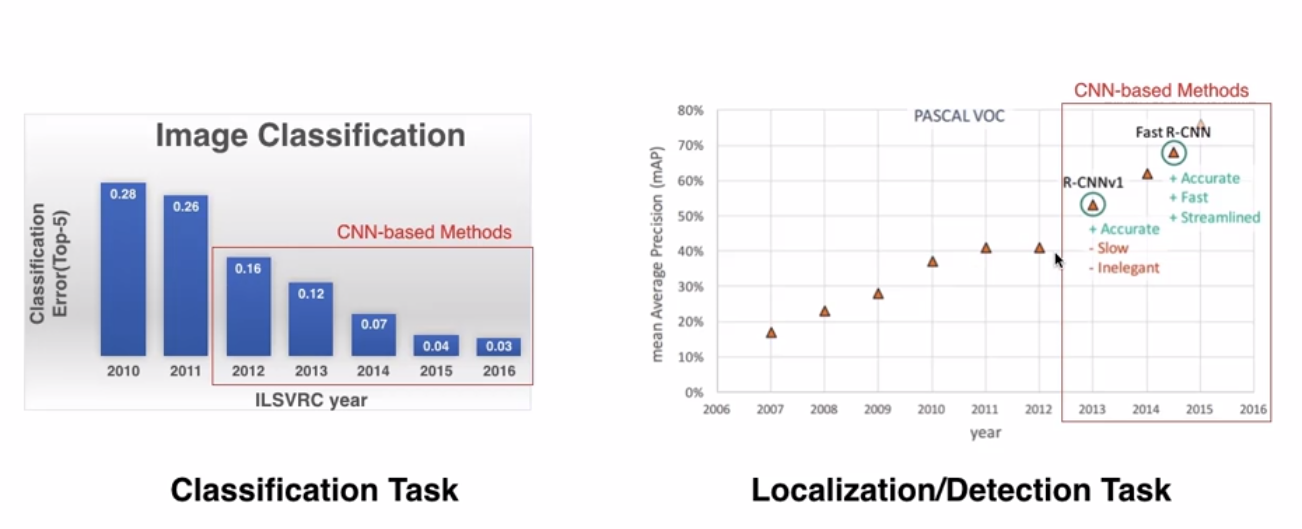 Image Classification
Classification
Error(Top-5)
0.28
0.26
CNN-based Methods
0.16
0.12
0.07
0.04
0.03
2010 2011 2012 2013 2014 2015 2016
ILSVRC year
Classification Task
CNN-based Methods
mean Average Precision (mAP)
80%
70%
60%
50%
40%
30%
20%
10%
0%
PASCAL VOC
Fast R-CNN
+ Accurate
+ Fast
+ Streamlined
R-CNNv1
+ Accurate
- Slow
- Inelegant
2006 2007 2008 2009 2010 2011 2012 2013 2014 2015 2016
year
Localization/Detection Task